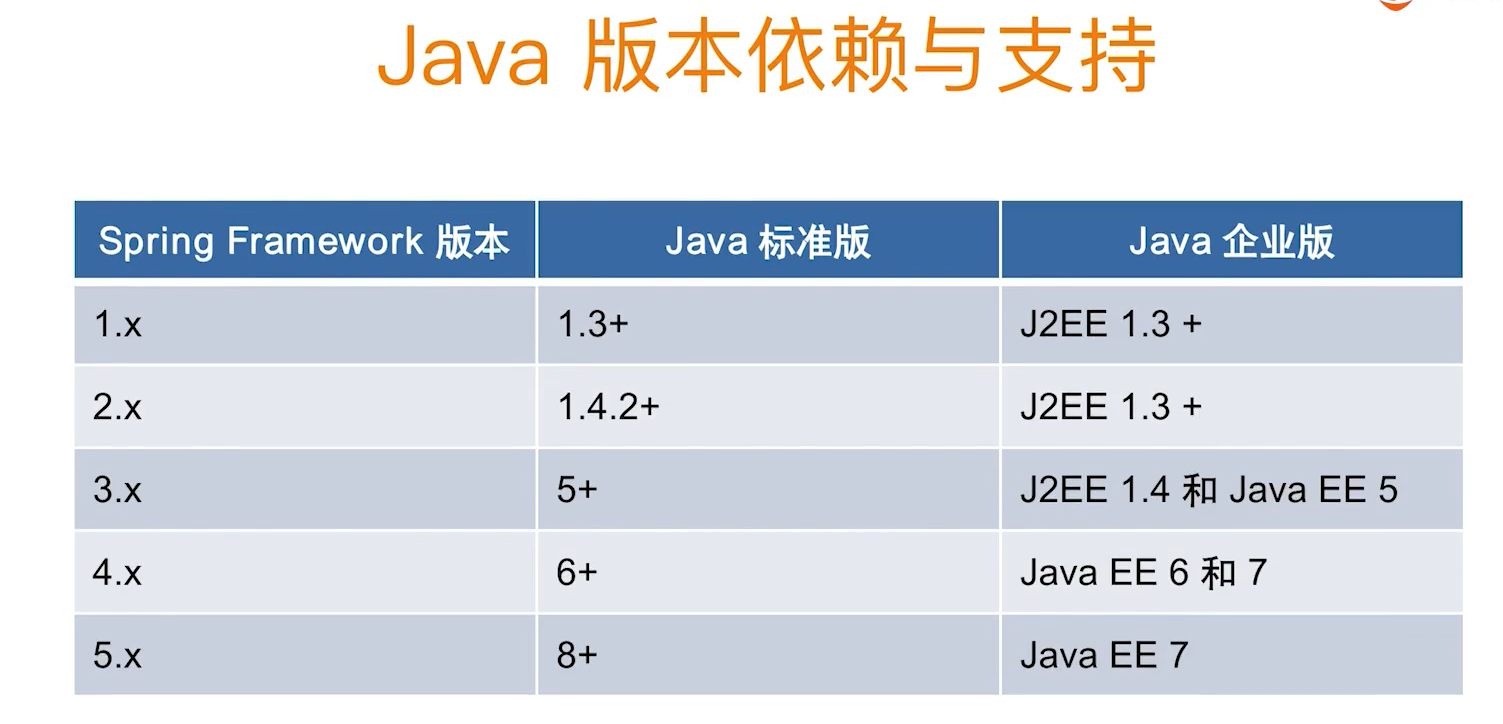 Java 版本依赖与支持
Spring Framework 版本 Java 标准版 Java 企业版
1.x 1.3+ J2EE 1.3 +
2.x 1.4.2+ J2EE 1.3 +
3.x 5+ J2EE 1.4 和 Java EE 5
4.x 6+ Java EE 6 和 7
5.x 8+ Java EE 7